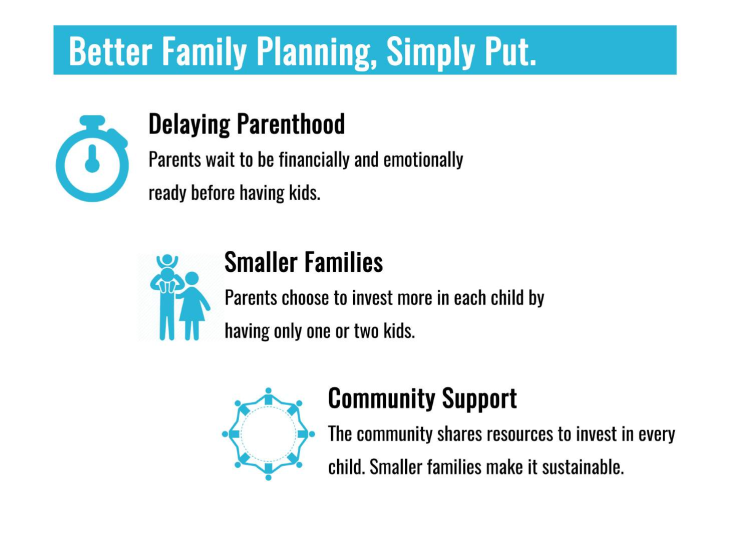 Better Family Planning, Simply Put.
Delaying Parenthood
Parents wait to be financially and emotionally
ready before having kids.
Smaller Families
Parents choose to invest more in each child by
having only one or two kids.
Community Support
The community shares resources to invest in every
child. Smaller families make it sustainable.